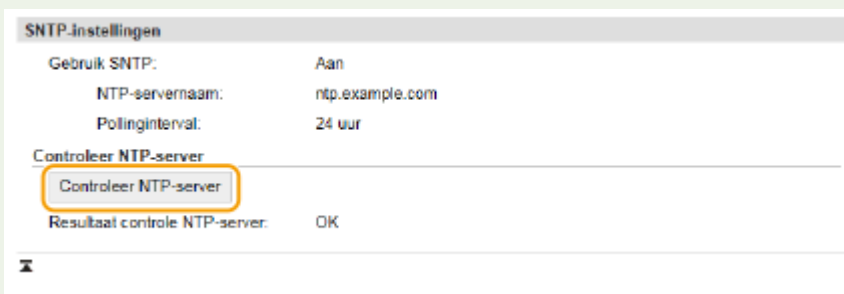 SNTP-instellingen
Gebruik SNTP: Aan
NTP-servernaam: ntp.example.com
Pollinginterval: 24 uur
Controleer NTP-server
Controleer NTP-server
Resultaat controle NTP-server: OK